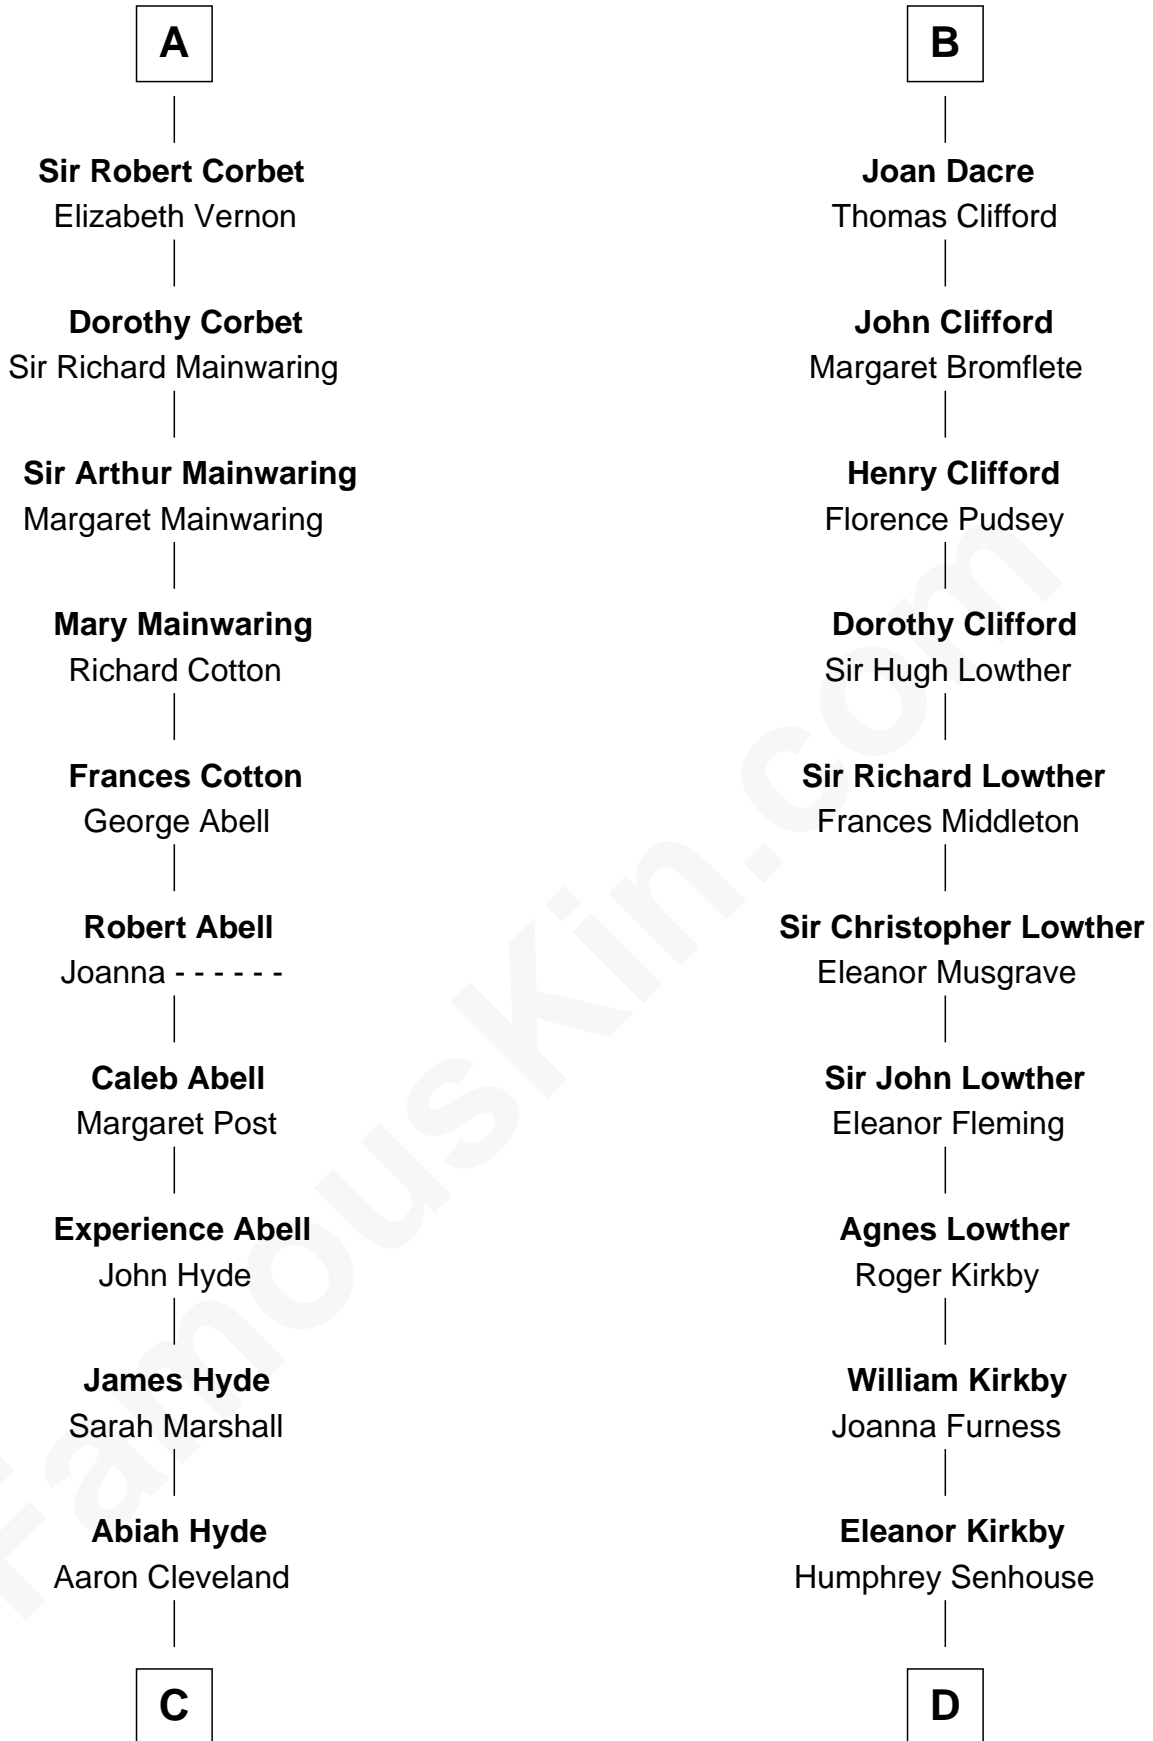 A
Sir Robert Corbet
Elizabeth Vernon
Dorothy Corbet
Sir Richard Mainwaring
Sir Arthur Mainwaring
Margaret Mainwaring
Mary Mainwaring
Richard Cotton
Frances Cotton
George Abell
Robert Abell
Joanna - - - - - -
Caleb Abell
Margaret Post
Experience Abell
John Hyde
James Hyde
Sarah Marshall
Abiah Hyde
Aaron Cleveland
C
B
Joan Dacre
Thomas Clifford
John Clifford
Margaret Bromflete
Henry Clifford
Florence Pudsey
Dorothy Clifford
Sir Hugh Lowther
Sir Richard Lowther
Frances Middleton
Sir Christopher Lowther
Eleanor Musgrave
Sir John Lowther
Eleanor Fleming
Agnes Lowther
Roger Kirkby
William Kirkby
Joanna Furness
Eleanor Kirkby
Humphrey Senhouse
D
FamousKin.com